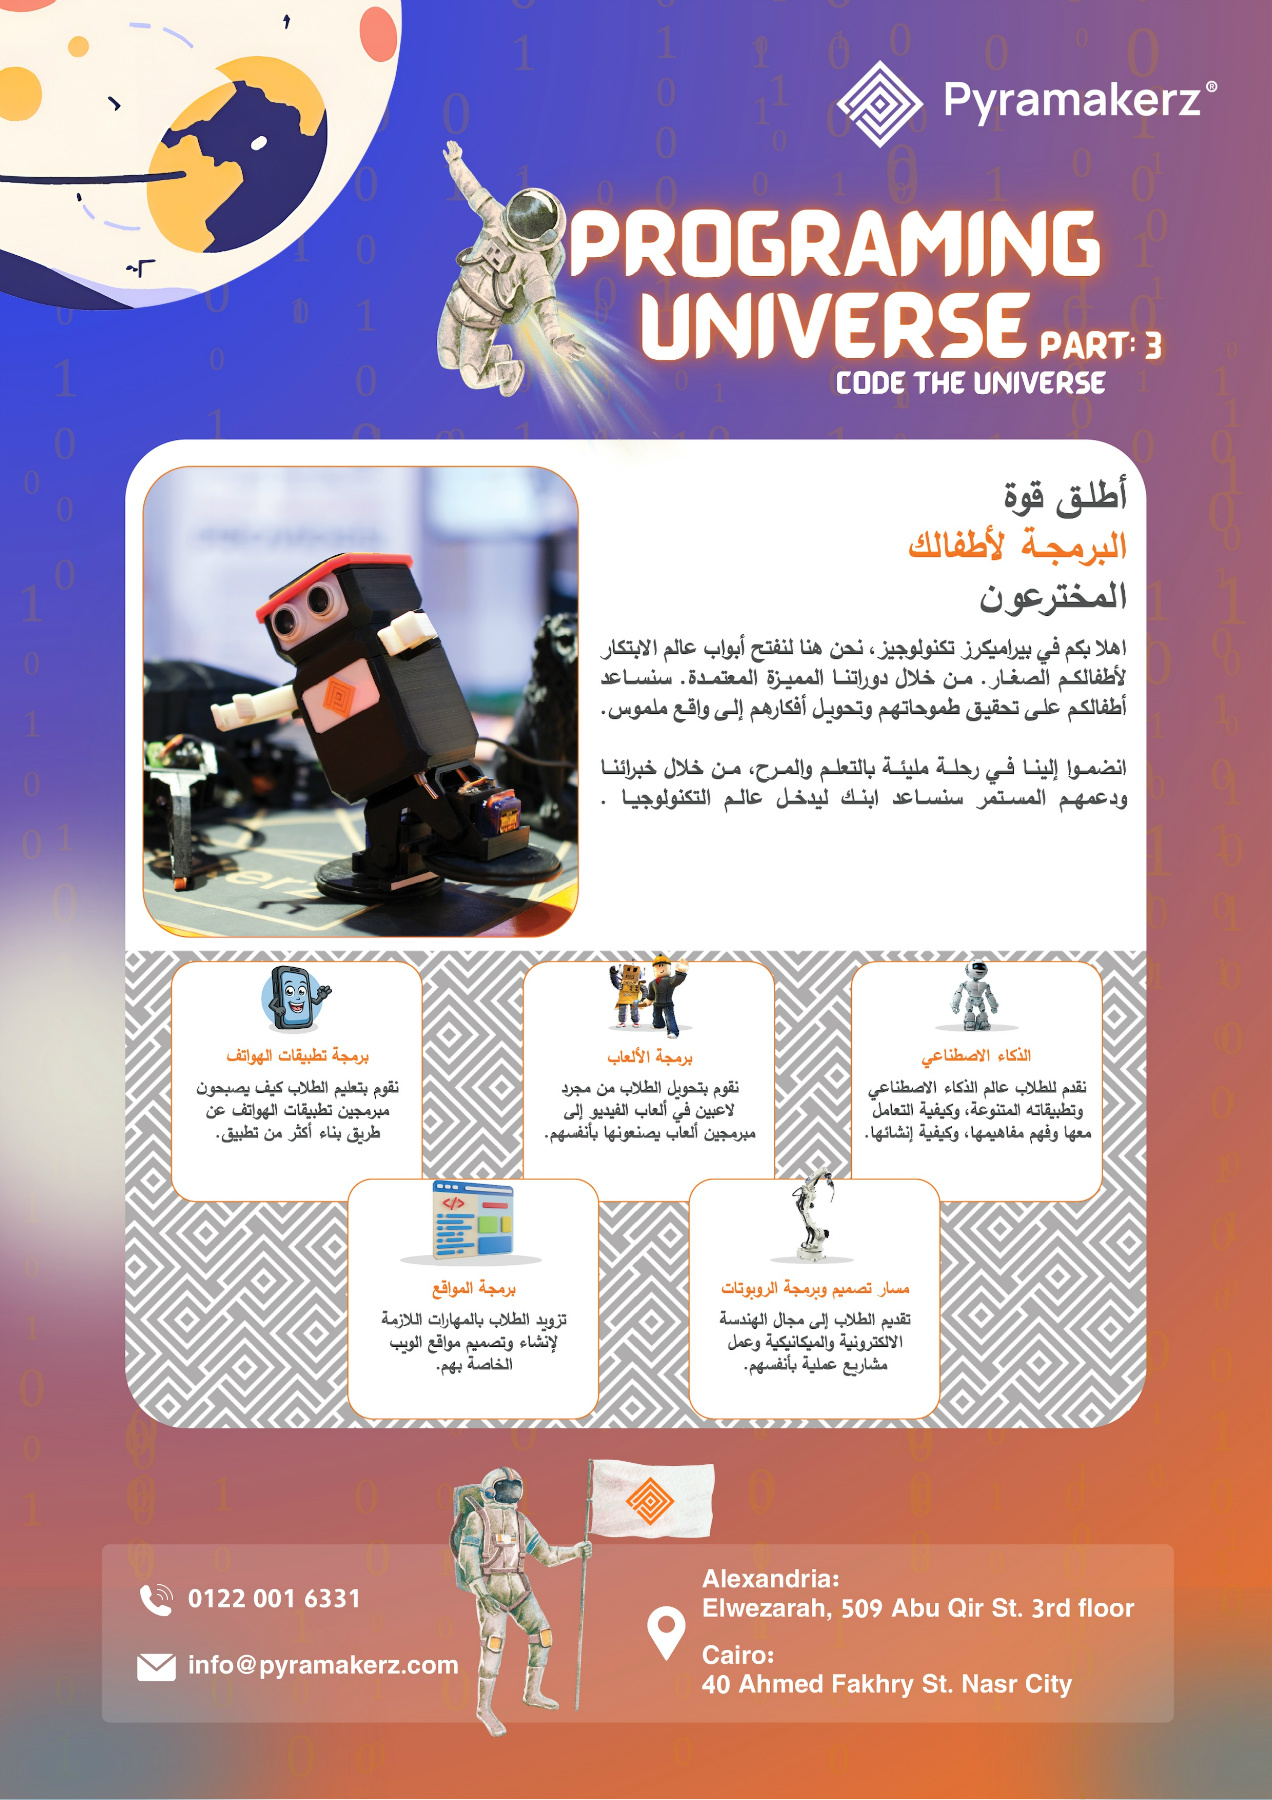 Pyramakerz®
PROGRAMING
UNIVERSE PART: 3
CODE THE UNIVERSE
أطلق قوة
البرمجة لأطفالك
المخترعون
اهلا بكم في بيراميكرز تكنولوجيز، نحن هنا لنفتح أبواب عالم الابتكار
لأطفالكم الصغار. من خلال دوراتنا المميزة المعتمدة. سنساعد
أطفالكم على تحقيق طموحاتهم وتحويل أفكارهم إلى واقع ملموس.
انضموا إلينا في رحلة مليئة بالتعلم والمرح، من خلال خبرائنا
ودعمهم المستمر سنساعد ابنك ليدخل عالم التكنولوجيا .
الذكاء الاصطناعي
نقدم للطلاب عالم الذكاء الاصطناعي
وتطبيقاته المتنوعة، وكيفية التعامل
معها وفهم مفاهيمها، وكيفية إنشائها.
برمجة الألعاب
نقوم بتحويل الطلاب من مجرد
لاعبين في ألعاب الفيديو إلى
مبرمجين ألعاب يصنعونها بأنفسهم.
برمجة تطبيقات الهواتف
نقوم بتعليم الطلاب كيف يصبحون
مبرمجين تطبيقات الهواتف عن
طريق بناء أكثر من تطبيق.
مسار تصميم وبرمجة الروبوتات
تقديم الطلاب إلى مجال الهندسة
الالكترونية والميكانيكية وعمل
مشاريع عملية بأنفسهم.
برمجة المواقع
تزويد الطلاب بالمهارات اللازمة
لإنشاء وتصميم مواقع الويب
الخاصة بهم.
0122 001 6331
info@pyramakerz.com
Alexandria:
Elwezarah, 509 Abu Qir St. 3rd floor
Cairo:
40 Ahmed Fakhry St. Nasr City